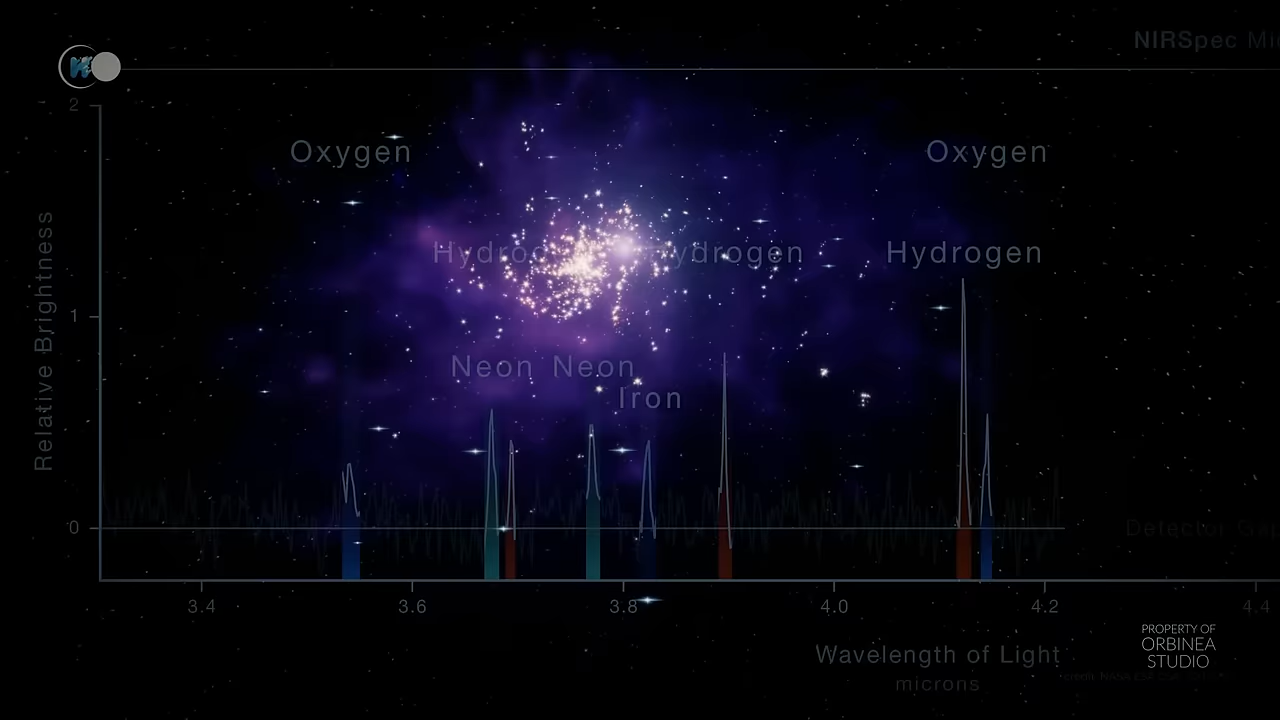 NIRSpec
2
Oxygen
Oxygen
Hydrogen
Hydrogen
Relative Brightness
1
Neon
Neon
Iron
0
Detector
3.4
3.6
3.8
4.0
4.2
4.4
Wavelength of Light
microns
PROPERTY OF
ORBINEA
STUDIO